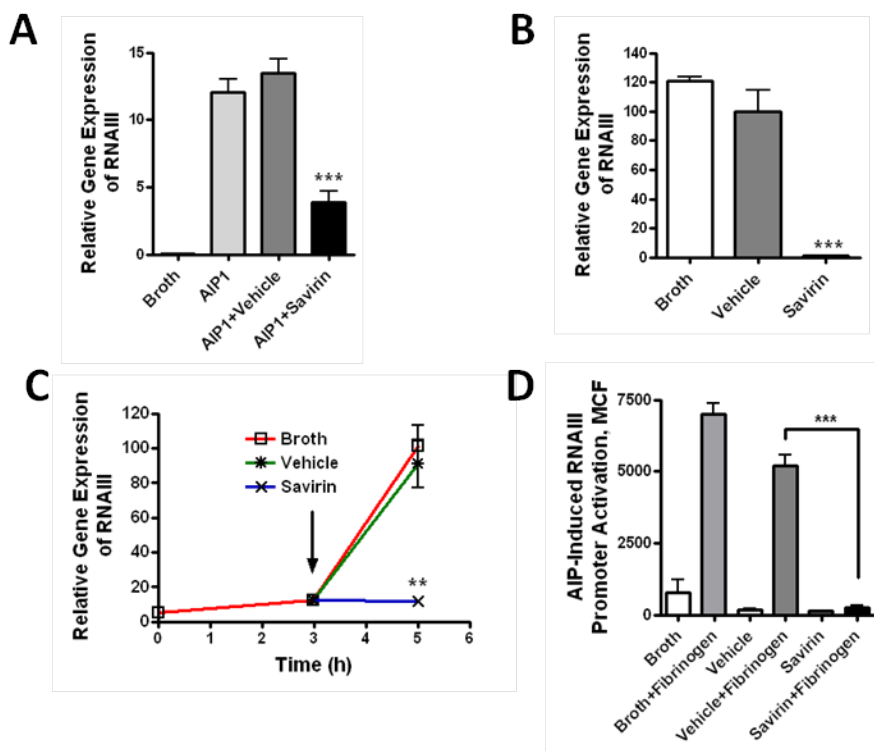 A
Relative Gene Expression
of RNAIII
15
10
5
0
***
Broth
AIP1
AIP1+Vehicle
AIP1+Savirin
B
Relative Gene Expression
of RNAIII
140
120
100
80
60
40
20
0
***
Broth
Vehicle
Savirin
C
Relative Gene Expression
of RNAIII
120
100
80
60
40
20
0
Broth
Vehicle
Savirin
**
0 1 2 3 4 5 6
Time (h)
D
AIP-Induced RNAIII
Promoter Activation, MCF
7500
5000
2500
0
***
Broth
Broth+Fibrinogen
Vehicle
Vehicle+Fibrinogen
Savirin
Savirin+Fibrinogen